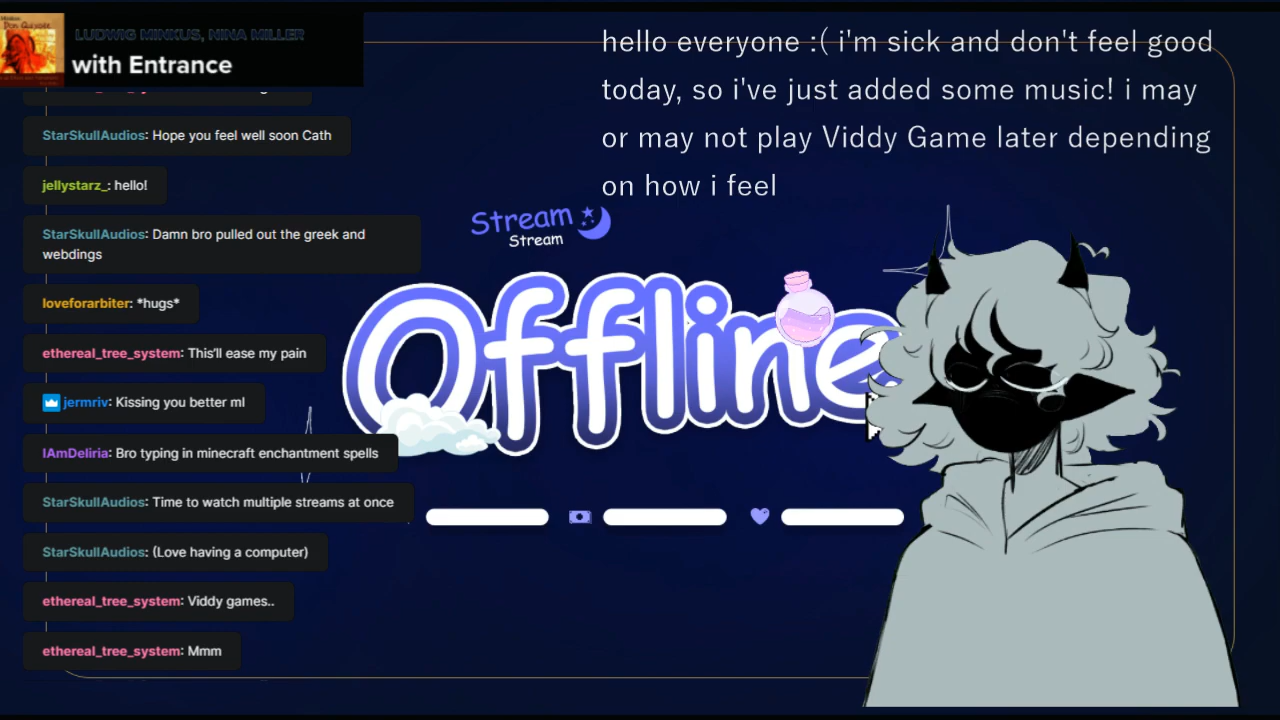 Minkus
Don Quixote
LUDWIG MINKUS, NINA MILLER
with Entrance
hello everyone :( i'm sick and don't feel good
today, so i've just added some music! i may
or may not play Viddy Game later depending
on how i feel
StarSkullAudios: Hope you feel well soon Cath
jellystarz_: hello!
StarSkullAudios: Damn bro pulled out the greek and
webdings
loveforarbiter: *hugs*
ethereal_tree_system: This'll ease my pain
jermriv: Kissing you better ml
IAmDeliria: Bro typing in minecraft enchantment spells
StarSkullAudios: Time to watch multiple streams at once
StarSkullAudios: (Love having a computer)
ethereal_tree_system: Viddy games..
ethereal_tree_system: Mmm
Stream
Stream
Offline